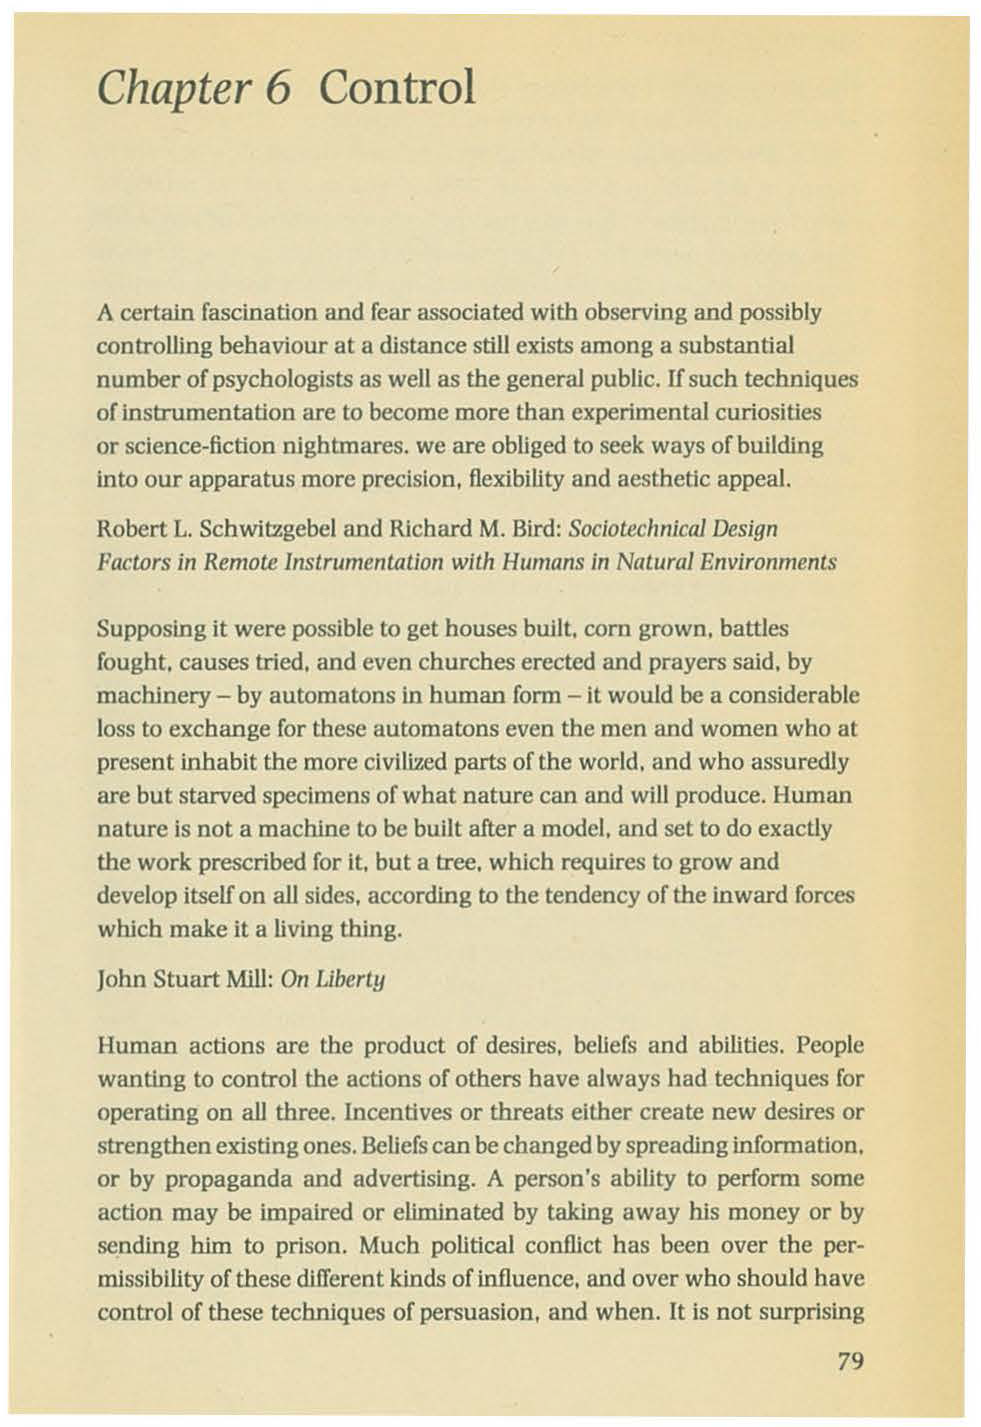 Chapter 6 Control
A certain fascination and fear associated with observing and possibly
controlling behaviour at a distance still exists among a substantial
number of psychologists as well as the general public. If such techniques
of instrumentation are to become more than experimental curiosities
or science-fiction nightmares. we are obliged to seek ways of building
into our apparatus more precision, flexibility and aesthetic appeal.
Robert L. Schwitzgebel and Richard M. Bird: Sociotechnical Design
Factors in Remote Instrumentation with Humans in Natural Environments
Supposing it were possible to get houses built, corn grown, battles
fought, causes tried, and even churches erected and prayers said, by
machinery – by automatons in human form – it would be a considerable
loss to exchange for these automatons even the men and women who at
present inhabit the more civilized parts of the world, and who assuredly
are but starved specimens of what nature can and will produce. Human
nature is not a machine to be built after a model, and set to do exactly
the work prescribed for it, but a tree, which requires to grow and
develop itself on all sides, according to the tendency of the inward forces
which make it a living thing.
John Stuart Mill: On Liberty
Human actions are the product of desires, beliefs and abilities. People
wanting to control the actions of others have always had techniques for
operating on all three. Incentives or threats either create new desires or
strengthen existing ones. Beliefs can be changed by spreading information,
or by propaganda and advertising. A person's ability to perform some
action may be impaired or eliminated by taking away his money or by
sending him to prison. Much political conflict has been over the per-
missibility of these different kinds of influence, and over who should have
control of these techniques of persuasion, and when. It is not surprising
79